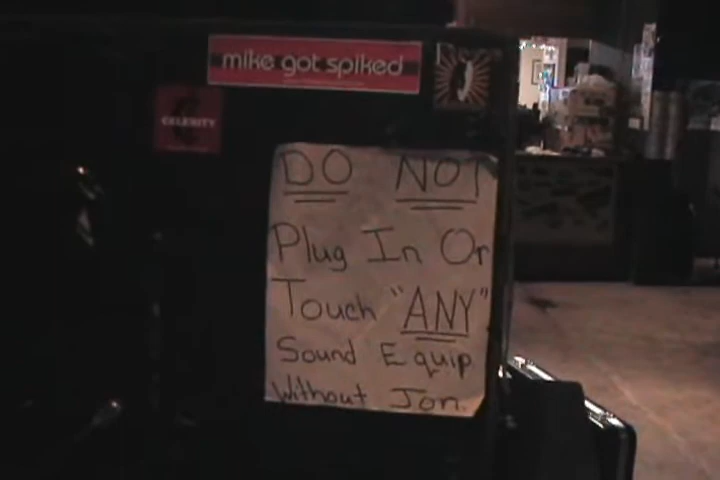 mike got spiked
CELEBRITY
DO NOT
Plug In Or
Touch "ANY"
Sound Equip
Without Jon.